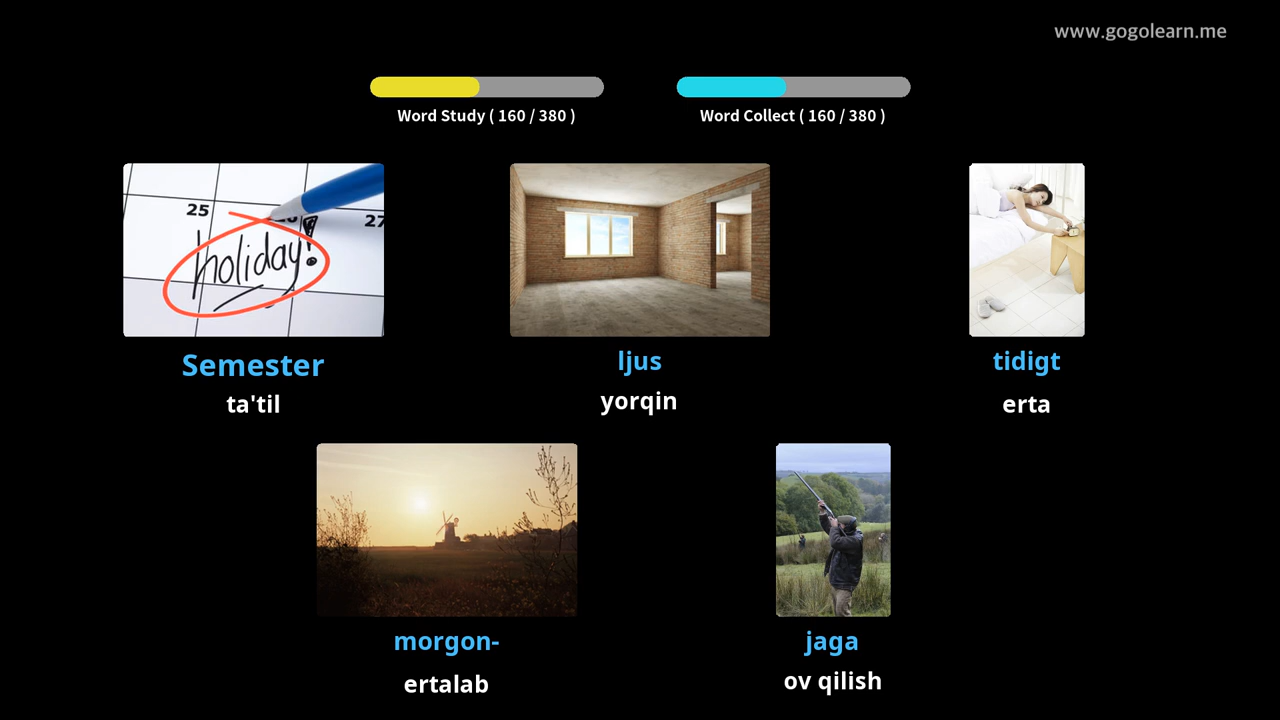 www.gogolearn.me
Word Study ( 160 / 380 )
Word Collect ( 160 / 380 )
25
27
holiday!
Semester
ta'til
ljus
yorqin
tidigt
erta
morgon-
ertalab
jaga
ov qilish